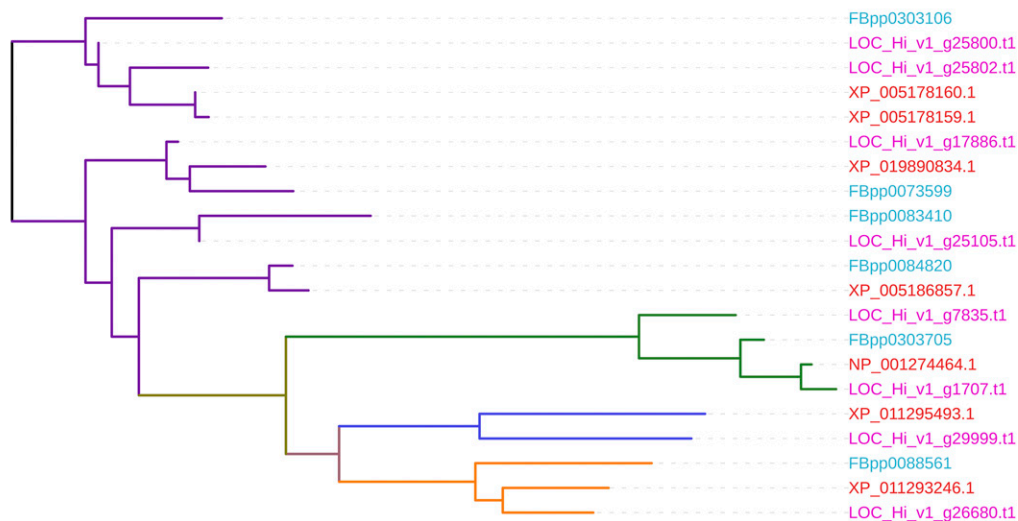 FBpp0303106
LOC_Hi_v1_g25800.t1
LOC_Hi_v1_g25802.t1
XP_005178160.1
XP_005178159.1
LOC_Hi_v1_g17886.t1
XP_019890834.1
FBpp0073599
FBpp0083410
LOC_Hi_v1_g25105.t1
FBpp0084820
XP_005186857.1
LOC_Hi_v1_g7835.t1
FBpp0303705
NP_001274464.1
LOC_Hi_v1_g1707.t1
XP_011295493.1
LOC_Hi_v1_g29999.t1
FBpp0088561
XP_011293246.1
LOC_Hi_v1_g26680.t1